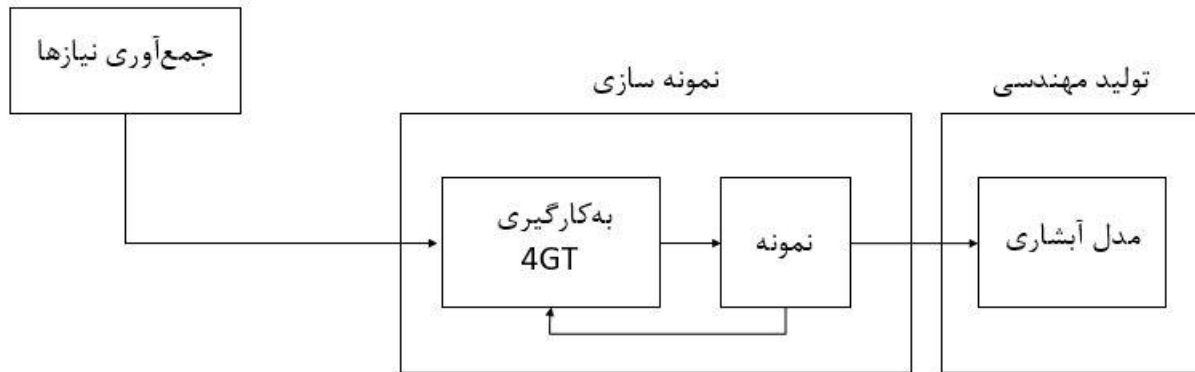 جمع‌آوری نیازها
نمونه سازی
تولید مهندسی
به‌کارگیری
4GT
نمونه
مدل آبشاری